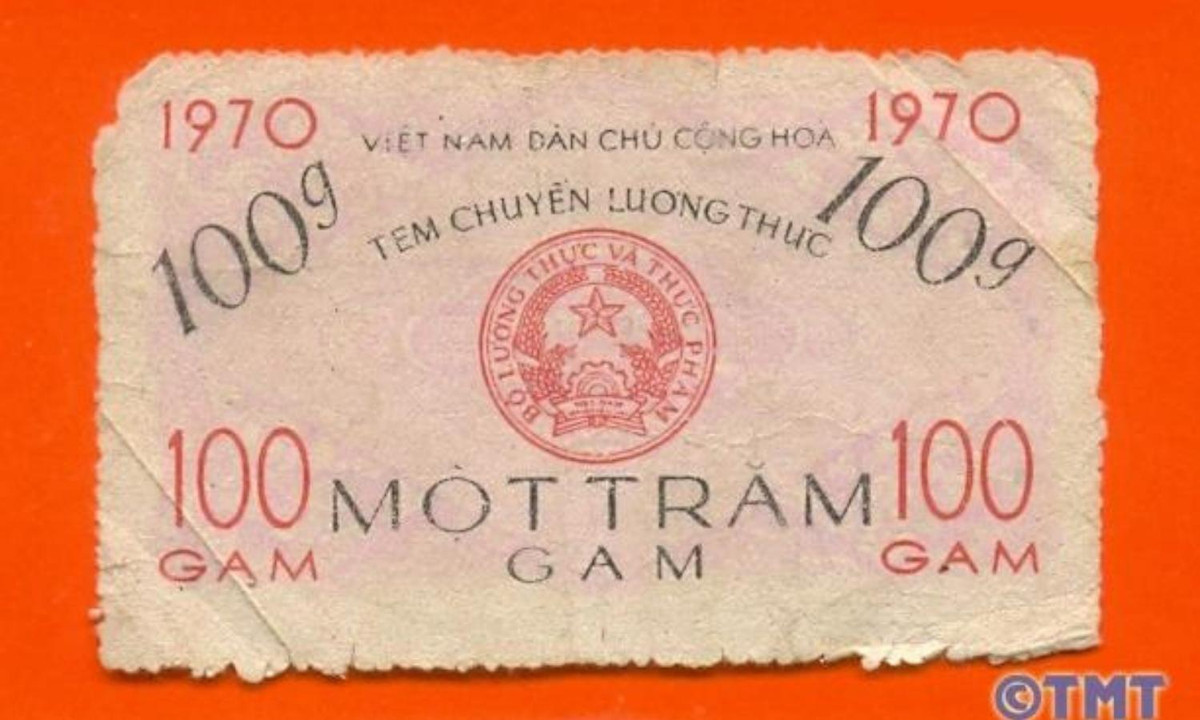 1970 VIỆT NAM DÂN CHỦ CỘNG HOÀ 1970
TEM CHUYÊN LƯƠNG THỰC
100g 100g
BỘ LƯƠNG THỰC VÀ THỰC PHẨM
100 MỘT TRĂM 100
GAM GAM GAM
©TMT